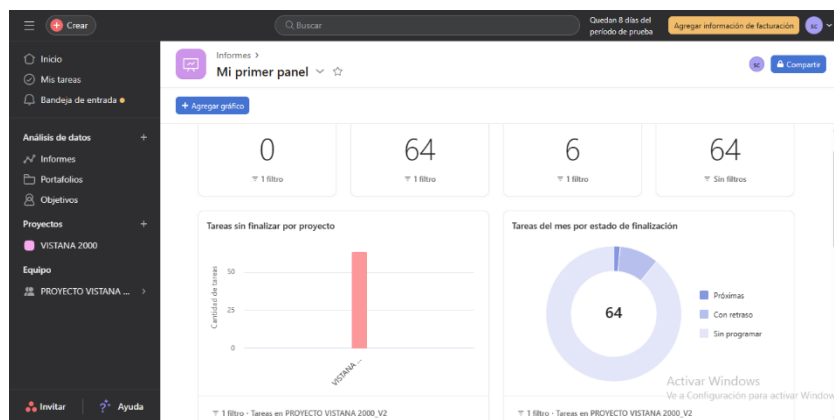 Crear
Buscar
Quedan 8 días del
período de prueba
Agregar información de facturación
sc
Inicio
Mis tareas
Bandeja de entrada
Análisis de datos
Informes
Portafolios
Objetivos
Proyectos
VISTANA 2000
Equipo
PROYECTO VISTANA ...
Invitar
Ayuda
Informes >
Mi primer panel
sc
Compartir
+ Agregar gráfico
0
1 filtro
64
1 filtro
6
1 filtro
64
Sin filtros
Tareas sin finalizar por proyecto
Cantidad de tareas
50
25
0
VISTANA ...
1 filtro · Tareas en PROYECTO VISTANA 2000_V2
Tareas del mes por estado de finalización
64
Próximas
Con retraso
Sin programar
1 filtro · Tareas en PROYECTO VISTANA 2000_V2
Activar Windows
Ve a Configuración para activar Window